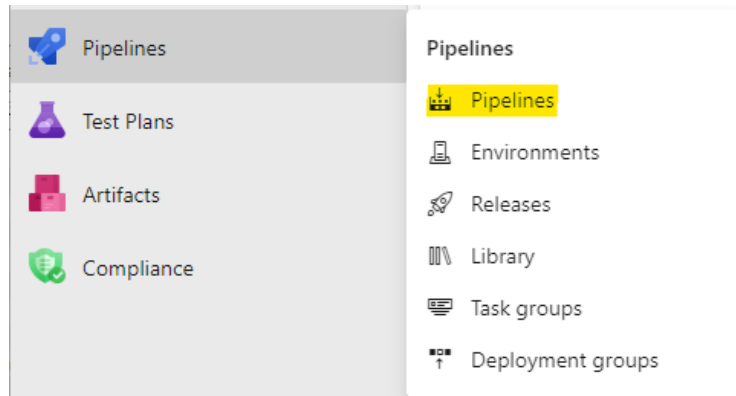 Pipelines
Test Plans
Artifacts
Compliance
Pipelines
Pipelines
Environments
Releases
Library
Task groups
Deployment groups